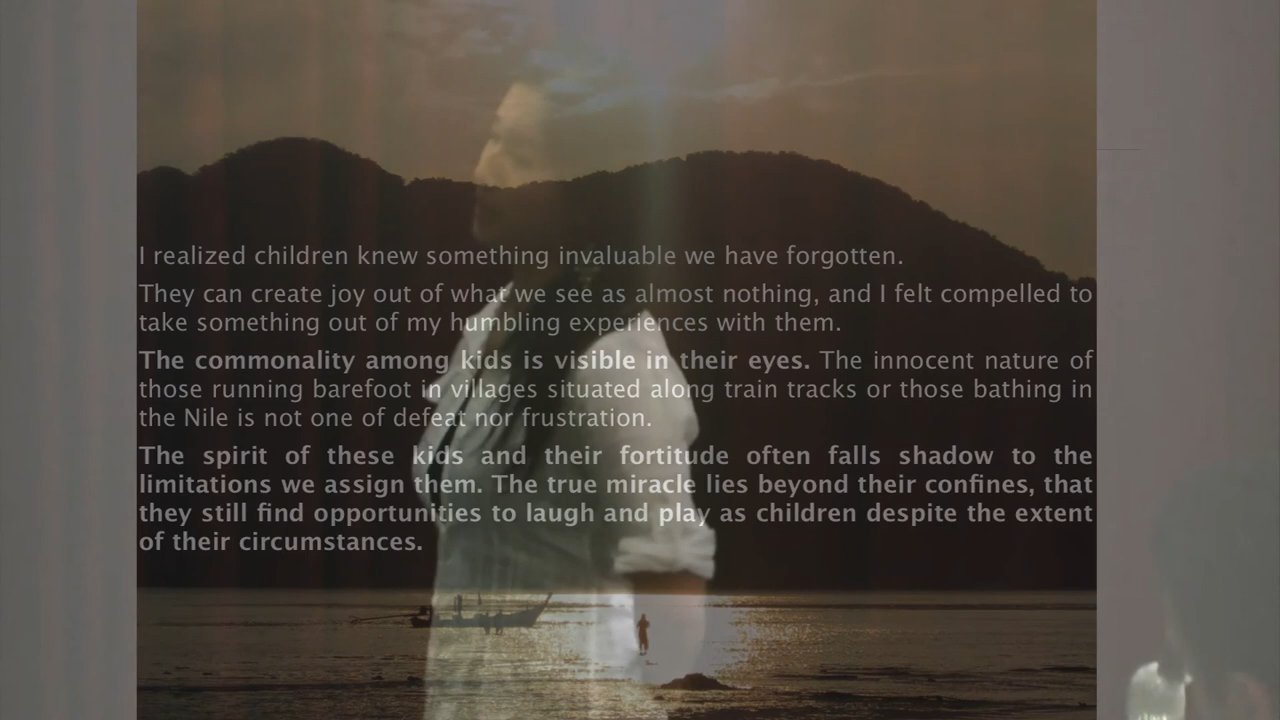 I realized children knew something invaluable we have forgotten.
They can create joy out of what we see as almost nothing, and I felt compelled to
take something out of my humbling experiences with them.
The commonality among kids is visible in their eyes. The innocent nature of
those running barefoot in villages situated along train tracks or those bathing in
the Nile is not one of defeat nor frustration.
The spirit of these kids and their fortitude often falls shadow to the
limitations we assign them. The true miracle lies beyond their confines, that
they still find opportunities to laugh and play as children despite the extent
of their circumstances.